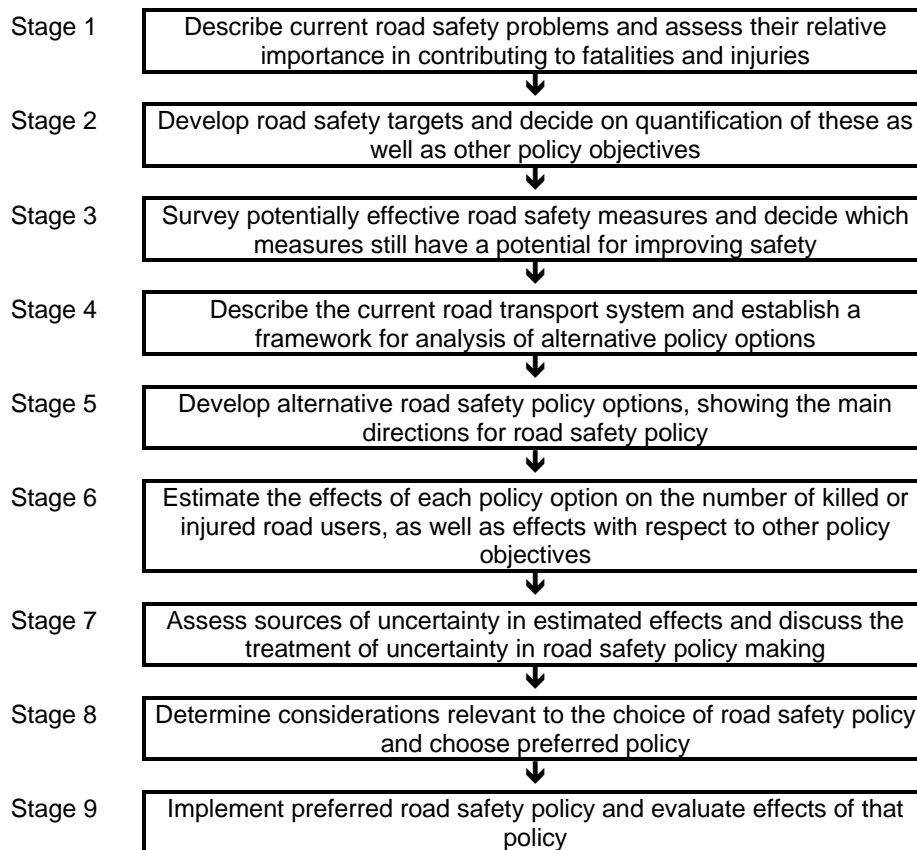 Stage 1
Describe current road safety problems and assess their relative
importance in contributing to fatalities and injuries
Stage 2
Develop road safety targets and decide on quantification of these as
well as other policy objectives
Stage 3
Survey potentially effective road safety measures and decide which
measures still have a potential for improving safety
Stage 4
Describe the current road transport system and establish a
framework for analysis of alternative policy options
Stage 5
Develop alternative road safety policy options, showing the main
directions for road safety policy
Stage 6
Estimate the effects of each policy option on the number of killed or
injured road users, as well as effects with respect to other policy
objectives
Stage 7
Assess sources of uncertainty in estimated effects and discuss the
treatment of uncertainty in road safety policy making
Stage 8
Determine considerations relevant to the choice of road safety policy
and choose preferred policy
Stage 9
Implement preferred road safety policy and evaluate effects of that
policy